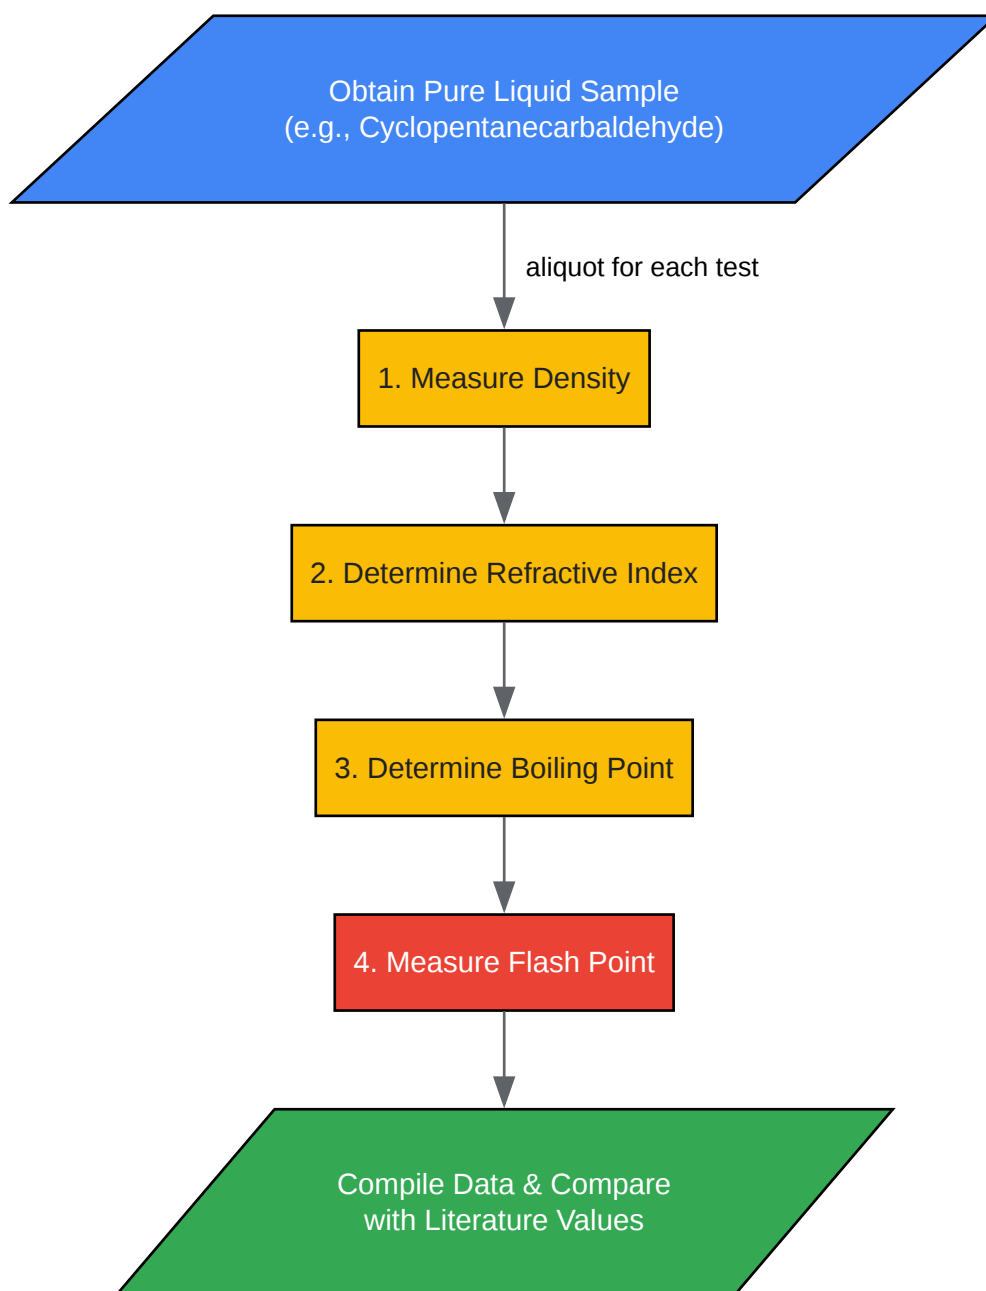 Obtain Pure Liquid Sample
(e.g., Cyclopentanecarbaldehyde)
aliquot for each test
1. Measure Density
2. Determine Refractive Index
3. Determine Boiling Point
4. Measure Flash Point
Compile Data & Compare
with Literature Values